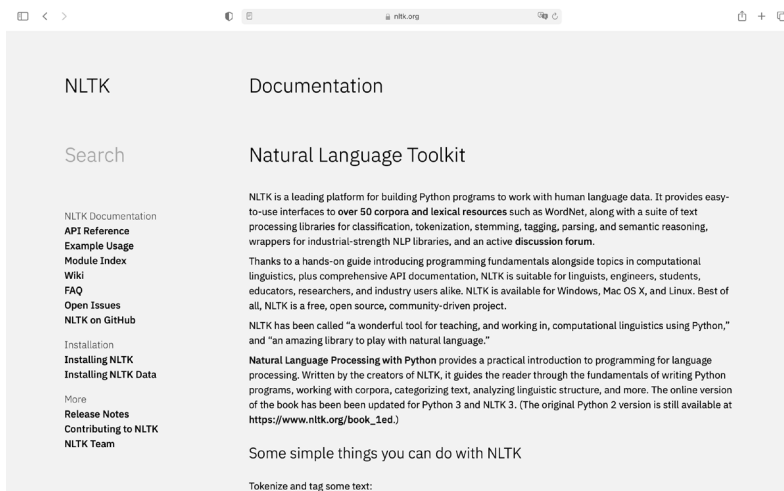 nltk.org
NLTK
Documentation
Search
Natural Language Toolkit
NLTK Documentation
API Reference
Example Usage
Module Index
Wiki
FAQ
Open Issues
NLTK on GitHub
Installation
Installing NLTK
Installing NLTK Data
More
Release Notes
Contributing to NLTK
NLTK Team
NLTK is a leading platform for building Python programs to work with human language data. It provides easy-
to-use interfaces to over 50 corpora and lexical resources such as WordNet, along with a suite of text
processing libraries for classification, tokenization, stemming, tagging, parsing, and semantic reasoning,
wrappers for industrial-strength NLP libraries, and an active discussion forum.
Thanks to a hands-on guide introducing programming fundamentals alongside topics in computational
linguistics, plus comprehensive API documentation, NLTK is suitable for linguists, engineers, students,
educators, researchers, and industry users alike. NLTK is available for Windows, Mac OS X, and Linux. Best of
all, NLTK is a free, open source, community-driven project.
NLTK has been called “a wonderful tool for teaching, and working in, computational linguistics using Python,”
and “an amazing library to play with natural language.”
Natural Language Processing with Python provides a practical introduction to programming for language
processing. Written by the creators of NLTK, it guides the reader through the fundamentals of writing Python
programs, working with corpora, categorizing text, analyzing linguistic structure, and more. The online version
of the book has been been updated for Python 3 and NLTK 3. (The original Python 2 version is still available at
https://www.nltk.org/book_1ed.)
Some simple things you can do with NLTK
Tokenize and tag some text: